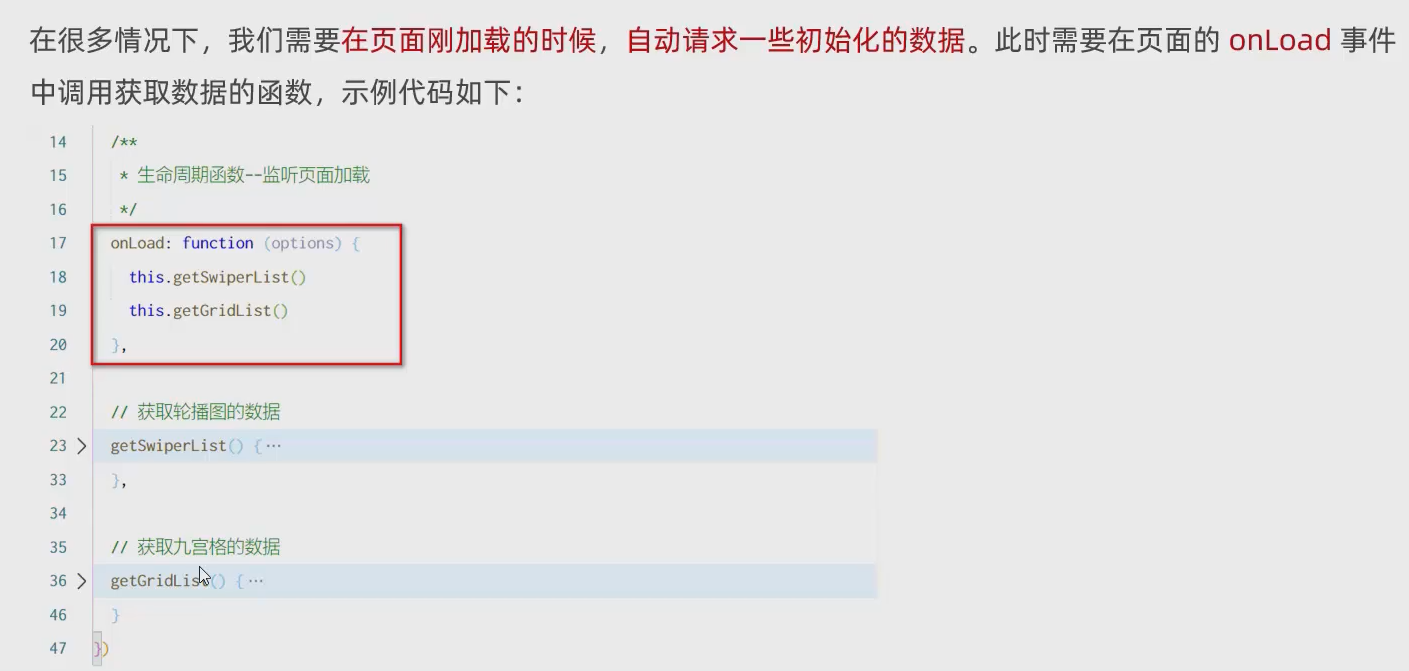 在很多情况下，我们需要在页面刚加载的时候，自动请求一些初始化的数据。此时需要在页面的 onLoad 事件
中调用获取数据的函数，示例代码如下：
14 /**
15 * 生命周期函数--监听页面加载
16 */
17 onLoad: function (options) {
18 this.getSwiperList()
19 this.getGridList()
20 },
21
22 // 获取轮播图的数据
23 > getSwiperList() { ···
33 },
34
35 // 获取九宫格的数据
36 > getGridList() { ···
46 }
47 })